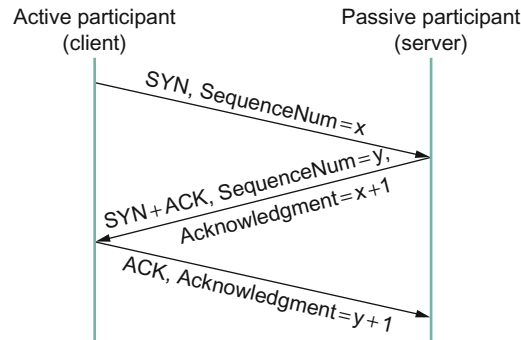 Active participant
(client)
Passive participant
(server)
SYN, SequenceNum=x
SYN+ACK, SequenceNum=y,
Acknowledgment=x+1
ACK, Acknowledgment=y+1